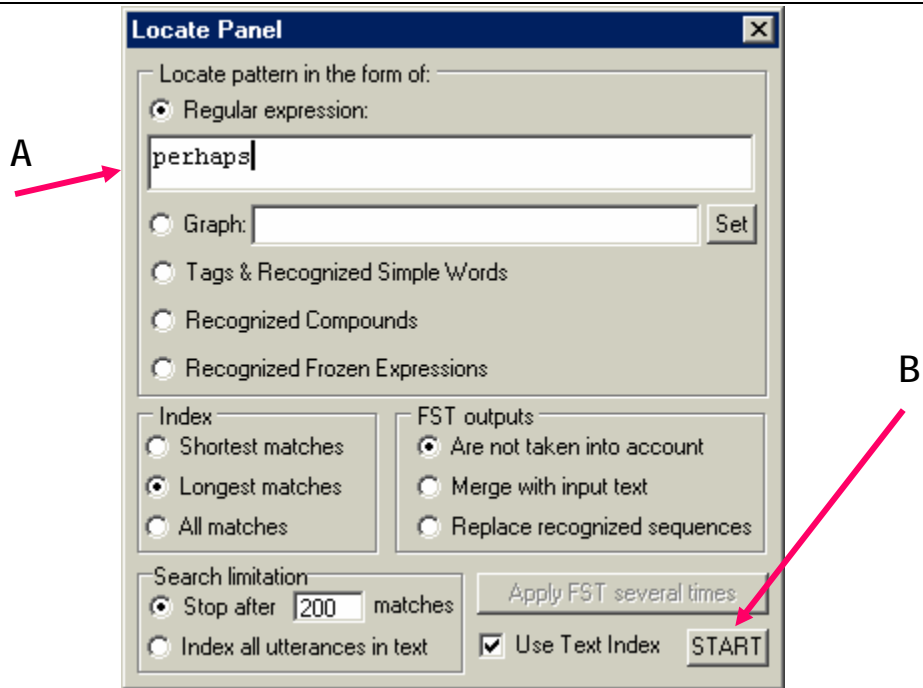 Locate Panel
Locate pattern in the form of:
Regular expression:
A
perhaps
Graph:
Set
Tags & Recognized Simple Words
Recognized Compounds
Recognized Frozen Expressions
B
Index
Shortest matches
Longest matches
All matches
FST outputs
Are not taken into account
Merge with input text
Replace recognized sequences
Search limitation
Stop after 200 matches
Index all utterances in text
Apply FST several times
Use Text Index
START